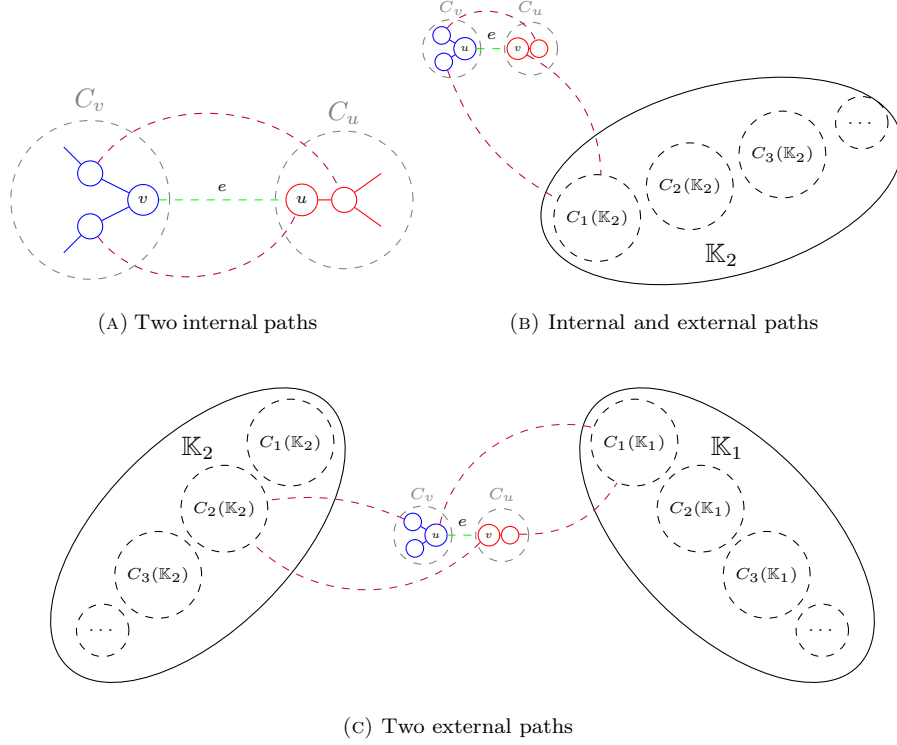 C_v
C_u
e
v
u
(A) Two internal paths
C_v
C_u
e
u
v
C_1(𝕂_2)
C_2(𝕂_2)
C_3(𝕂_2)
...
𝕂_2
(B) Internal and external paths
𝕂_2
C_1(𝕂_2)
C_2(𝕂_2)
C_3(𝕂_2)
...
C_v
C_u
e
u
v
𝕂_1
C_1(𝕂_1)
C_2(𝕂_1)
C_3(𝕂_1)
...
(C) Two external paths